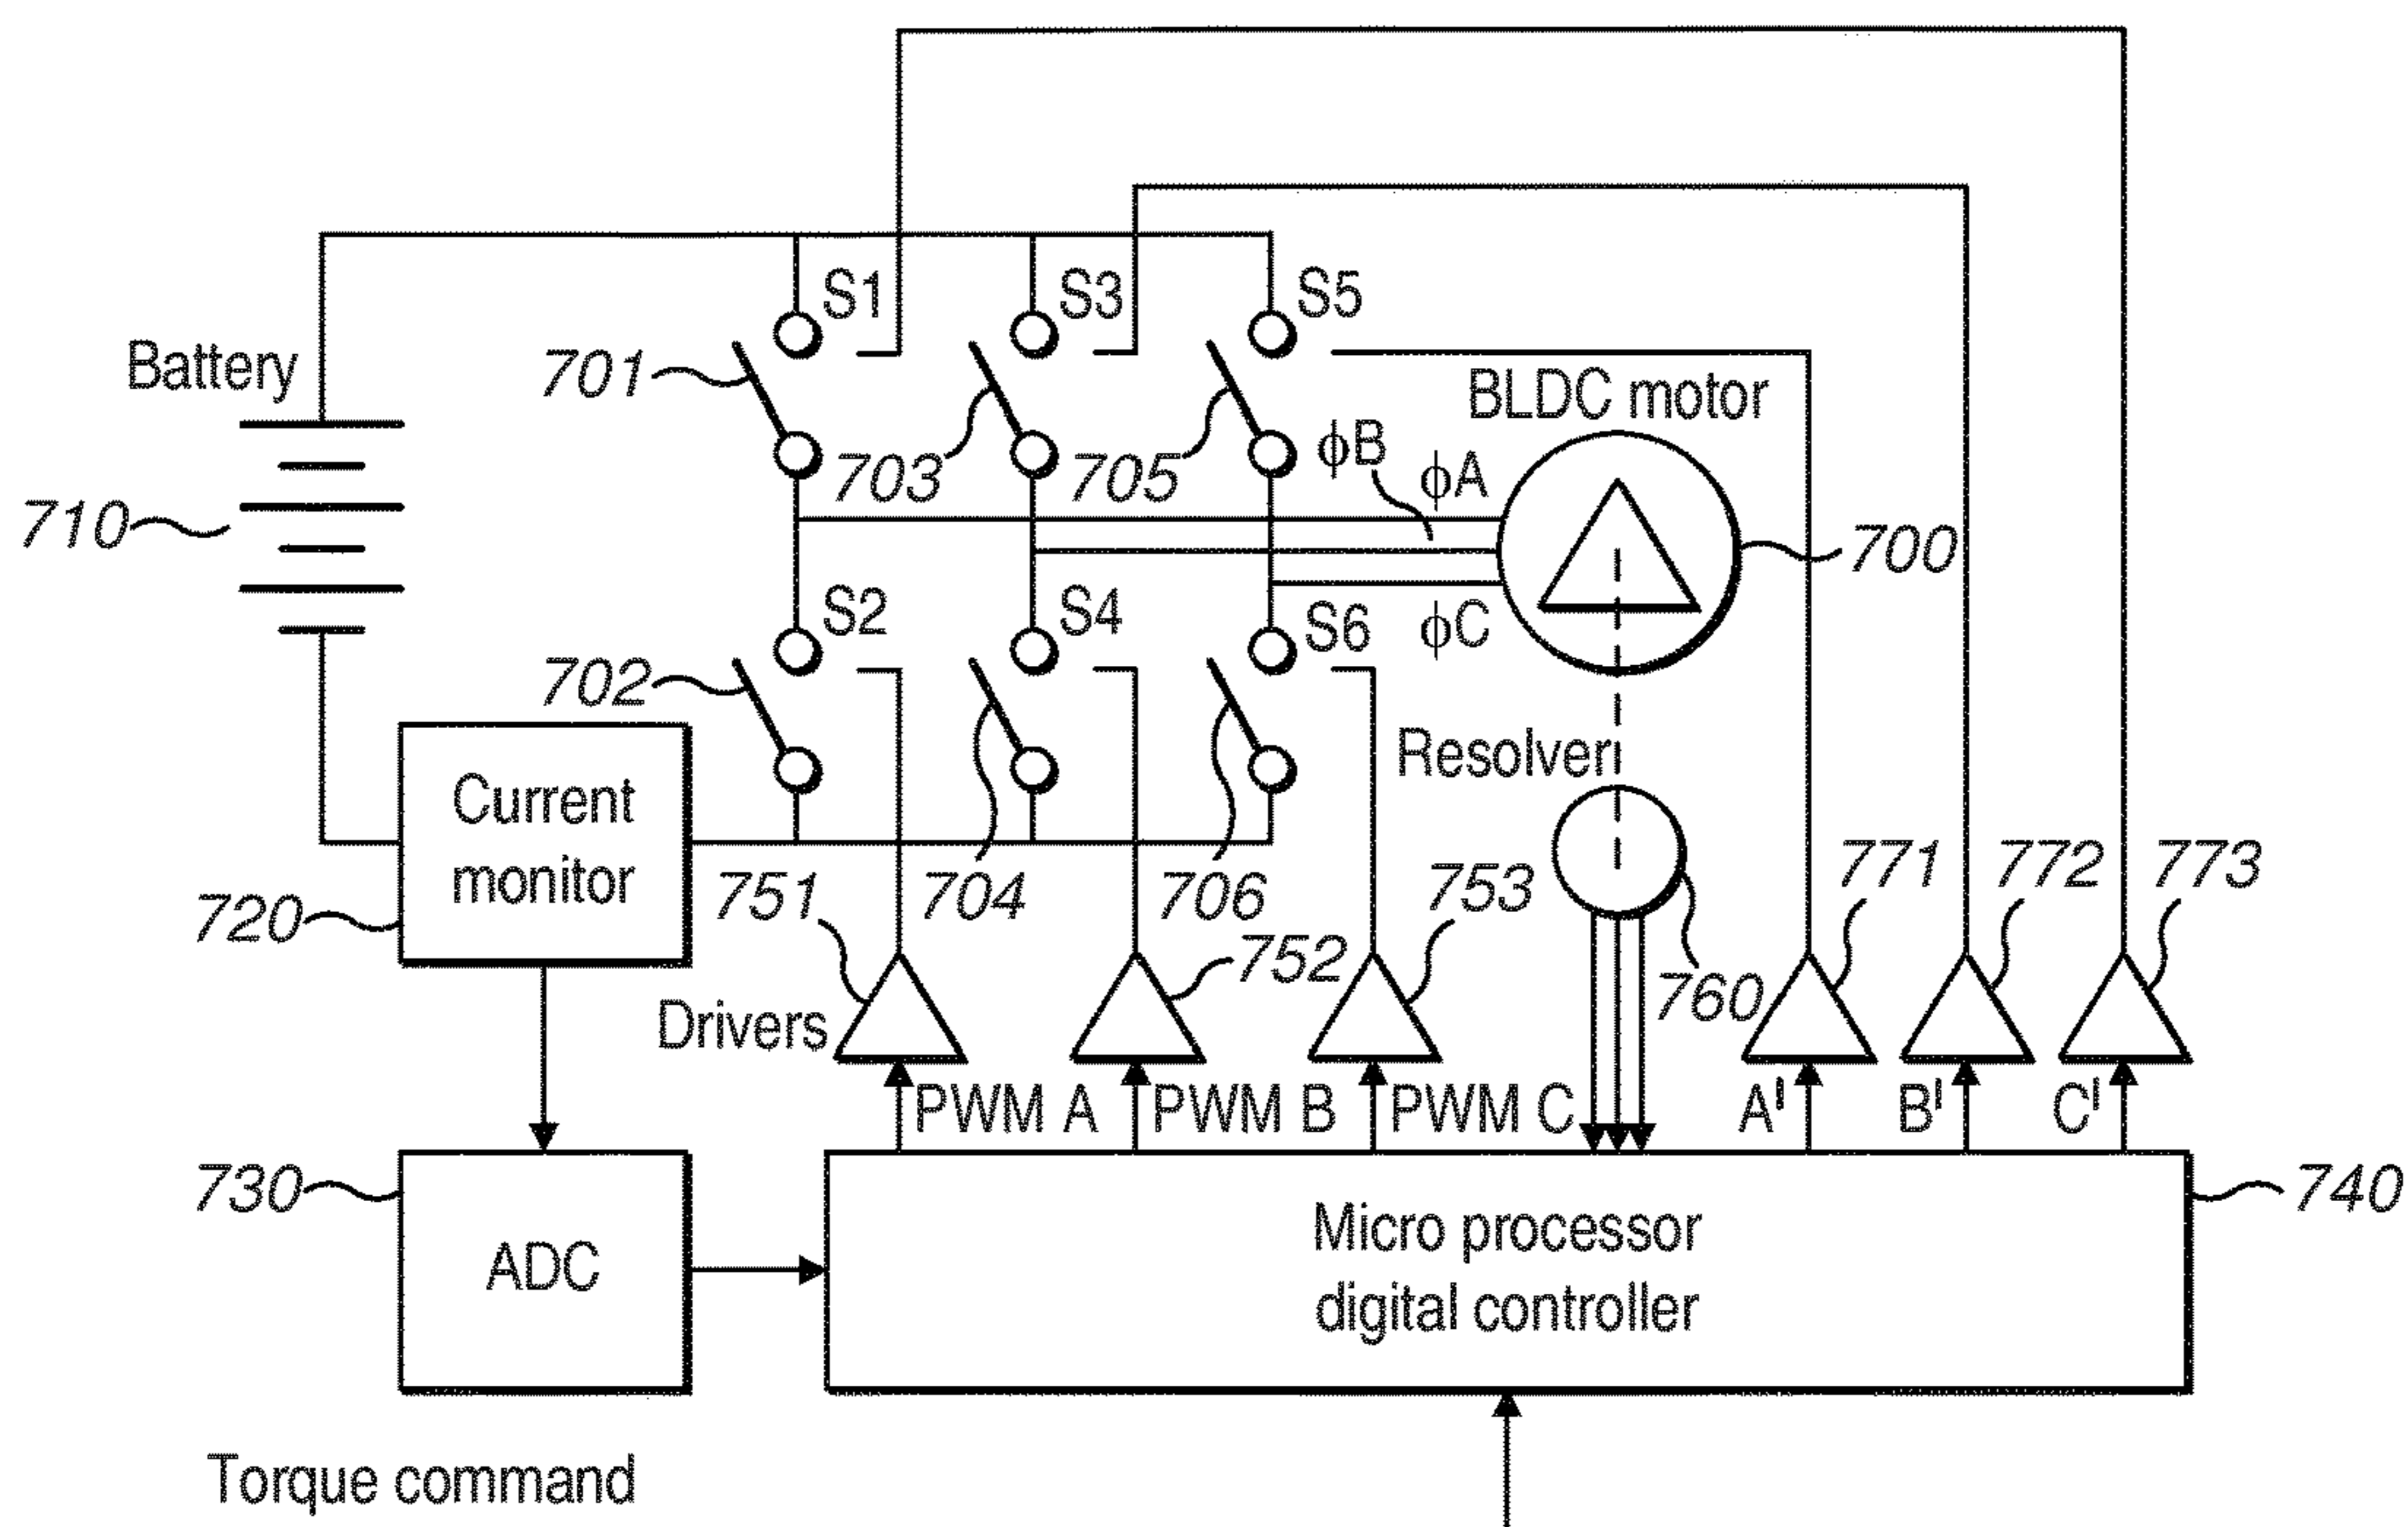 S1
S3
S5
Battery
701
BLDC motor
703
705
ϕB
ϕA
710
700
S2
S4
S6
ϕC
702
Resolver
Current
monitor
720
751
704
706
753
771
772
773
752
760
Drivers
PWM A
PWM B
PWM C
A'
B'
C'
730
740
ADC
Micro processor
digital controller
Torque command